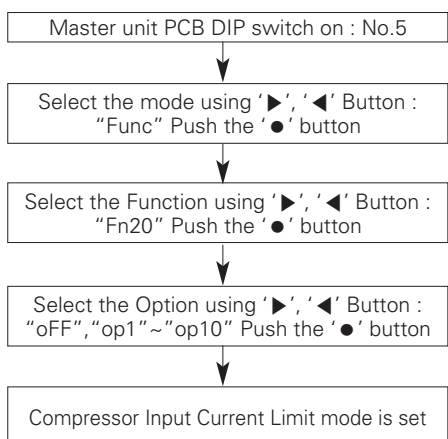 Master unit PCB DIP switch on : No.5
Select the mode using ‘▶’, ‘◀’ Button :
“Func” Push the ‘●’ button
Select the Function using ‘▶’, ‘◀’ Button :
“Fn20” Push the ‘●’ button
Select the Option using ‘▶’, ‘◀’ Button :
“oFF”,“op1”~”op10” Push the ‘●’ button
Compressor Input Current Limit mode is set